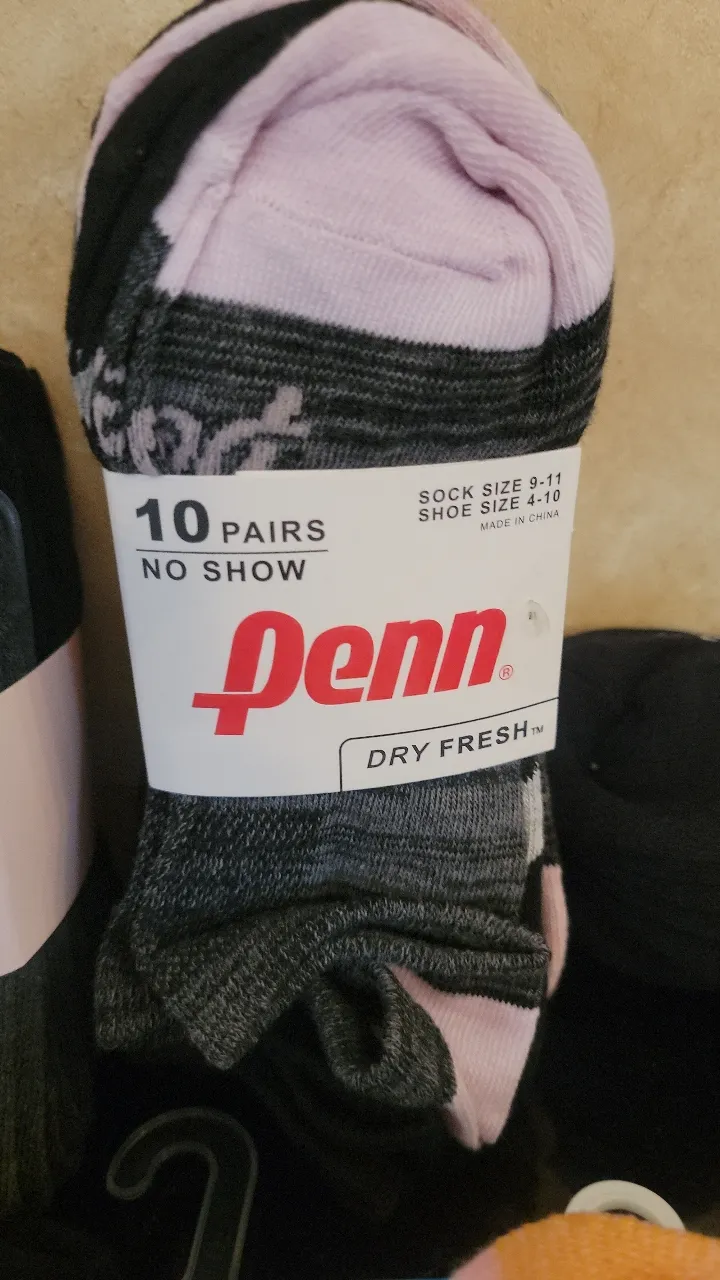 10 PAIRS
NO SHOW
SOCK SIZE 9-11
SHOE SIZE 4-10
MADE IN CHINA
Penn®
DRY FRESH™